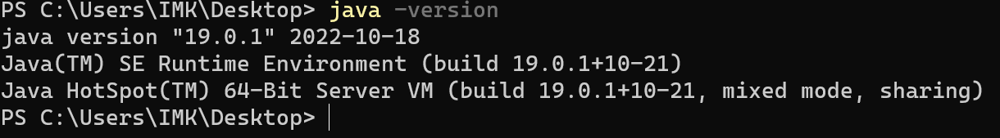 PS C:\Users\IMK\Desktop> java -version
java version "19.0.1" 2022-10-18
Java(TM) SE Runtime Environment (build 19.0.1+10-21)
Java HotSpot(TM) 64-Bit Server VM (build 19.0.1+10-21, mixed mode, sharing)
PS C:\Users\IMK\Desktop>